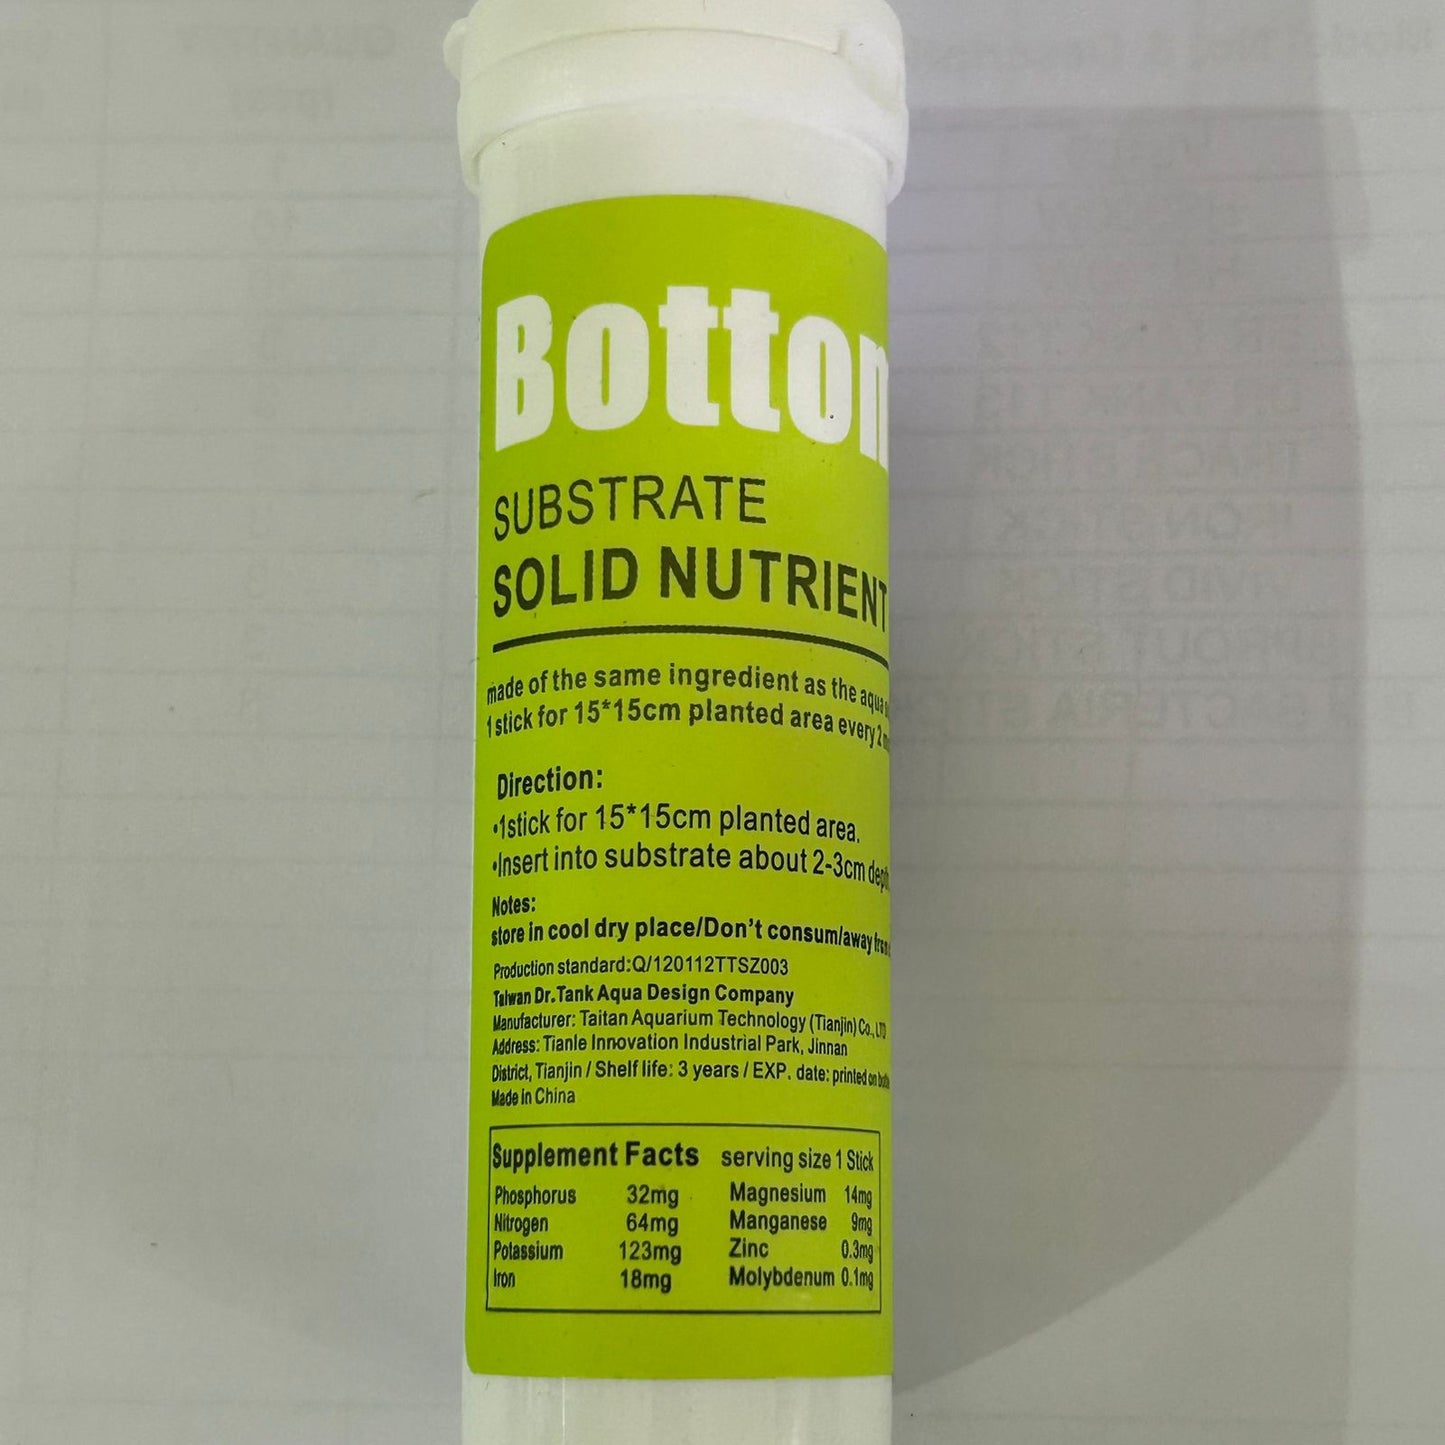 Bottom
SUBSTRATE
SOLID NUTRIENT
made of the same ingredient as the aqua
1 stick for 15*15cm planted area every 2
Direction:
•1stick for 15*15cm planted area.
•Insert into substrate about 2-3cm depth
Notes:
store in cool dry place/Don't consum/away
Production standard:Q/120112TTSZ003
Taiwan Dr.Tank Aqua Design Company
Manufacturer: Taitan Aquarium Technology (Tianjin) Co., LTD
Address: Tianle Innovation Industrial Park, Jinnan
District, Tianjin / Shelf life: 3 years / EXP. date: printed on
Made in China
Supplement Facts serving size 1 Stick
Phosphorus 32mg Magnesium 14mg
Nitrogen 64mg Manganese 9mg
Potassium 123mg Zinc 0.3mg
Iron 18mg Molybdenum 0.1mg